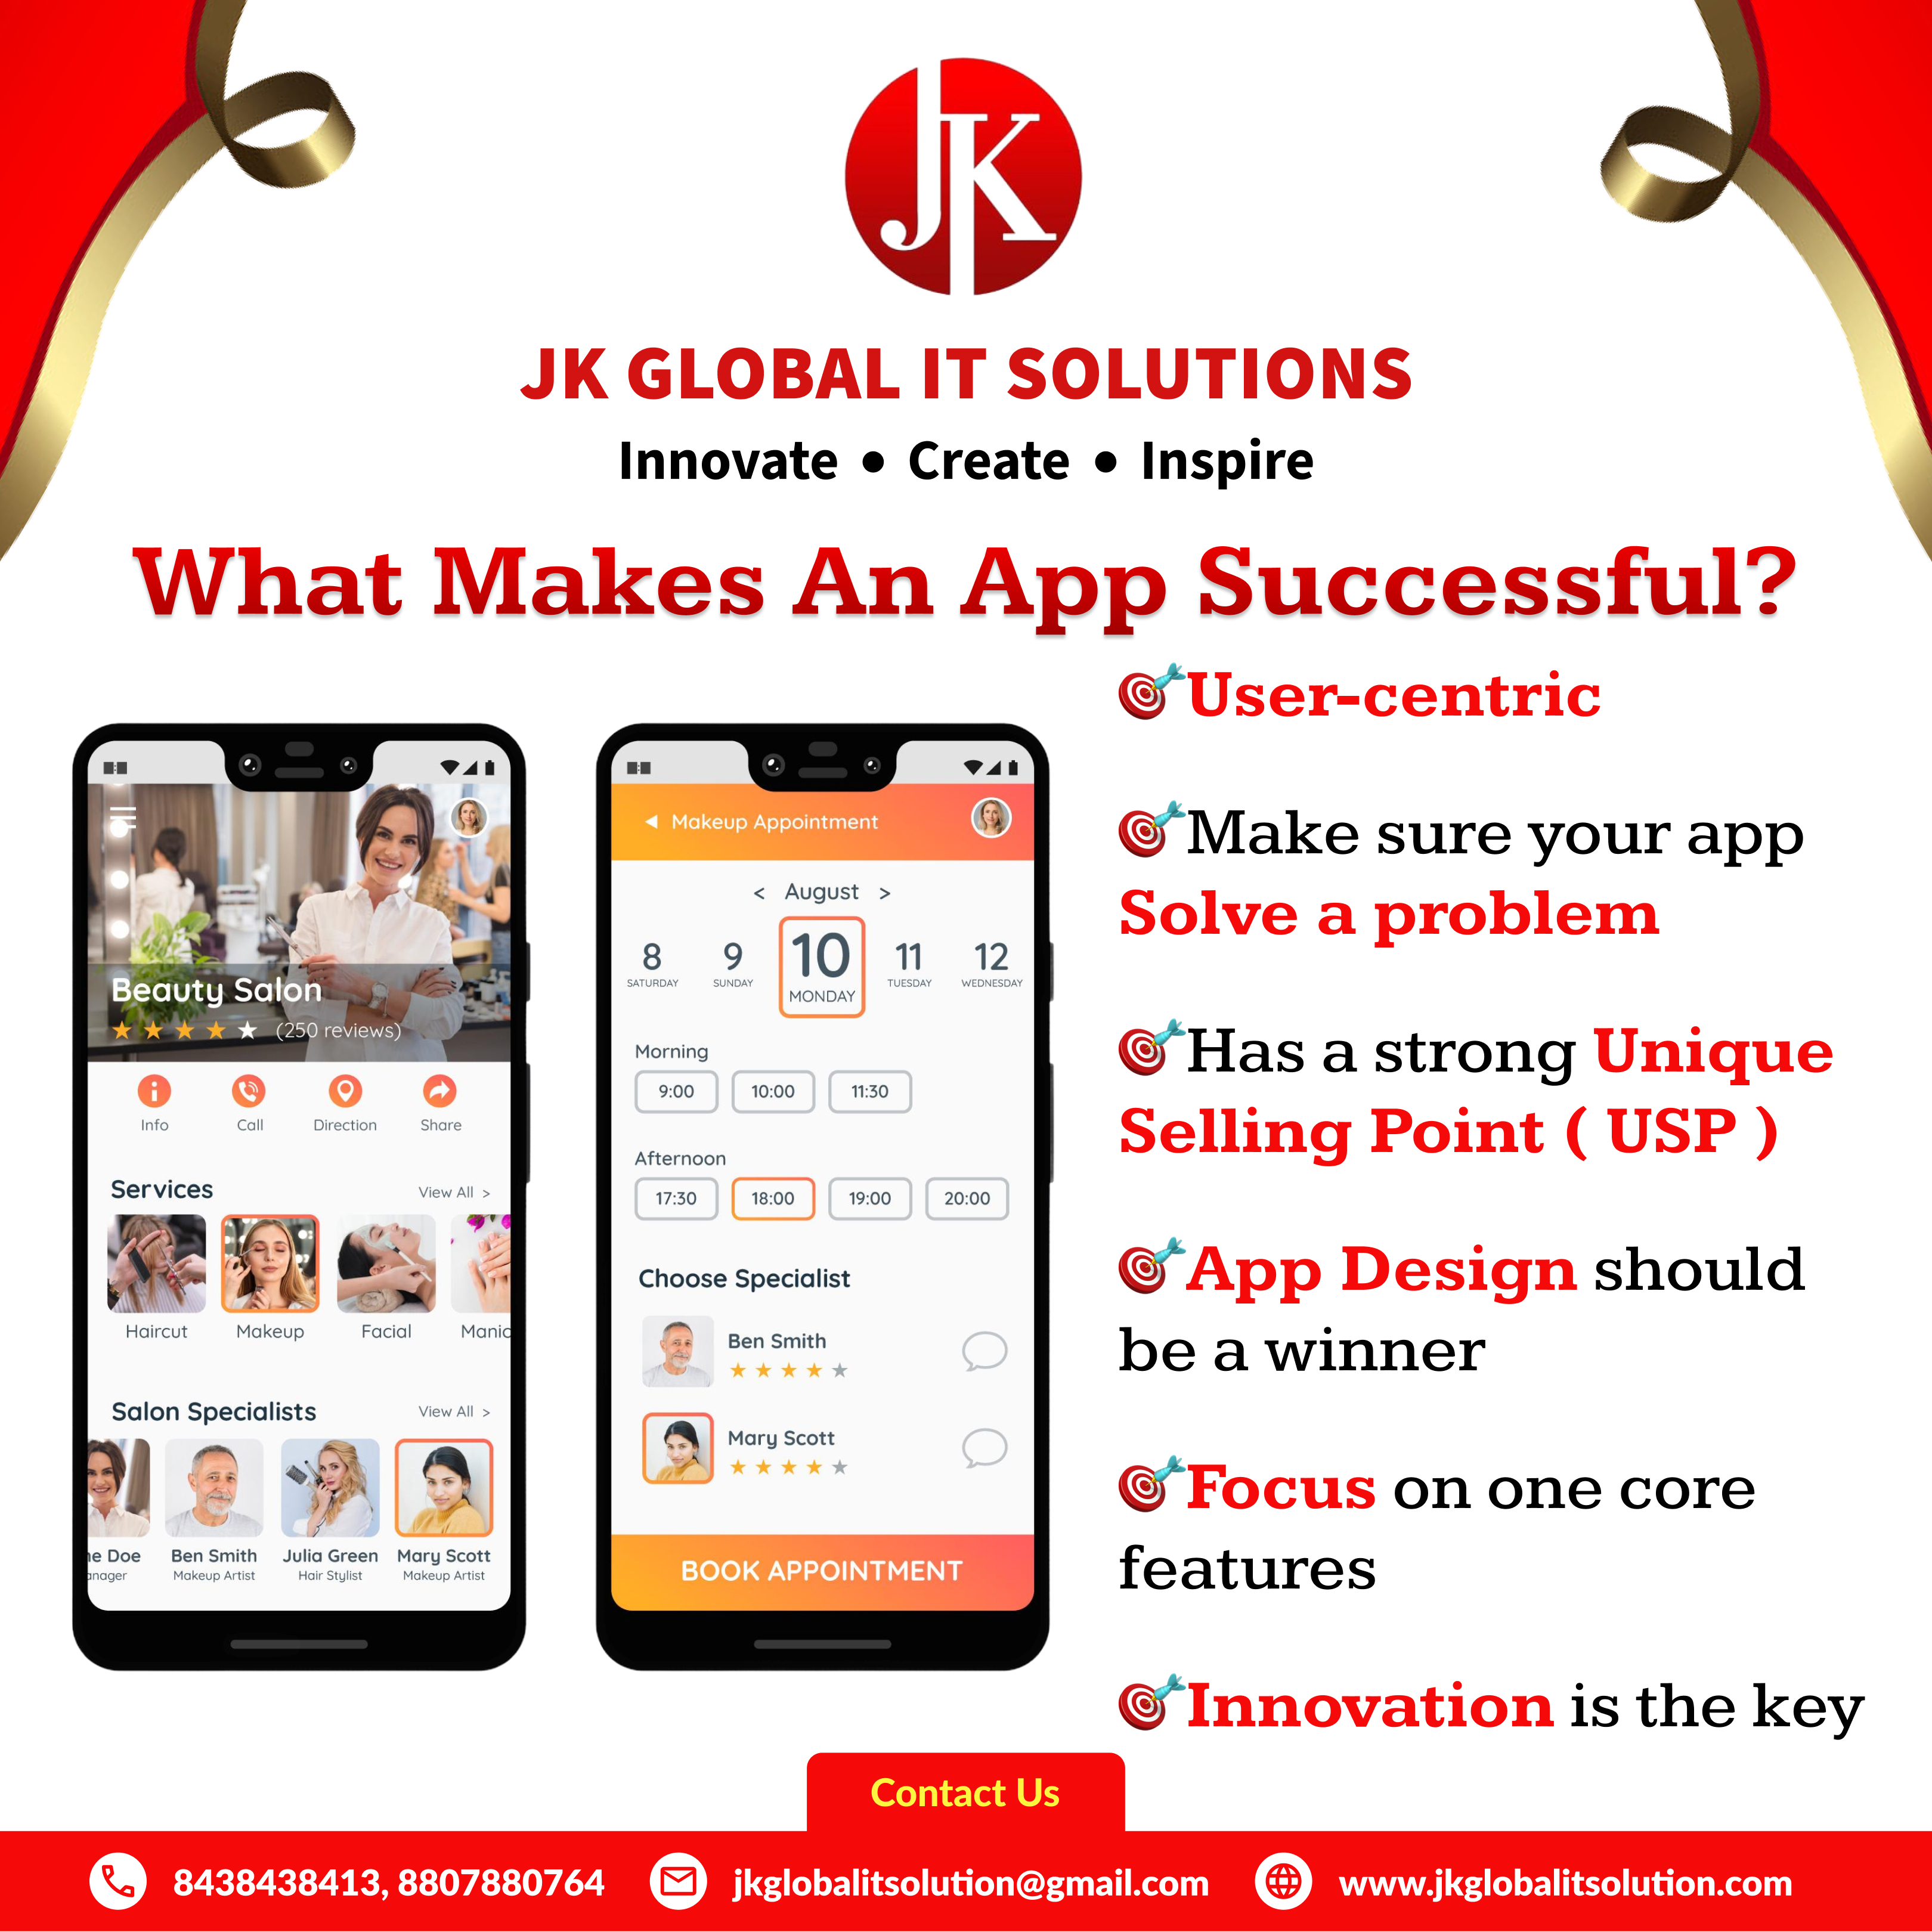 JK
JK GLOBAL IT SOLUTIONS
Innovate • Create • Inspire
What Makes An App Successful?
Beauty Salon
(250 reviews)
Info Call Direction Share
Services View All >
Haircut Makeup Facial Manic
Salon Specialists View All >
ne Doe Ben Smith Julia Green Mary Scott
anager Makeup Artist Hair Stylist Makeup Artist
Makeup Appointment
< August >
8 9 10 11 12
SATURDAY SUNDAY MONDAY TUESDAY WEDNESDAY
Morning
9:00 10:00 11:30
Afternoon
17:30 18:00 19:00 20:00
Choose Specialist
Ben Smith
Mary Scott
BOOK APPOINTMENT
🎯User-centric
🎯Make sure your app
Solve a problem
🎯Has a strong Unique
Selling Point ( USP )
🎯App Design should
be a winner
🎯Focus on one core
features
🎯Innovation is the key
Contact Us
8438438413, 8807880764 jkglobalitsolution@gmail.com www.jkglobalitsolution.com